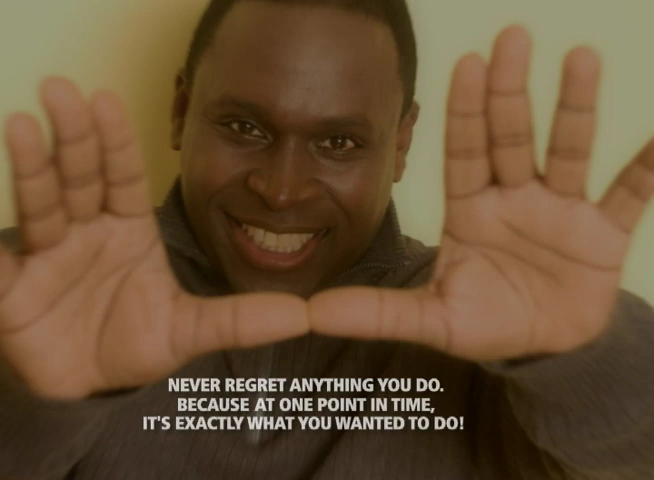 NEVER REGRET ANYTHING YOU DO.
BECAUSE AT ONE POINT IN TIME,
IT'S EXACTLY WHAT YOU WANTED TO DO!